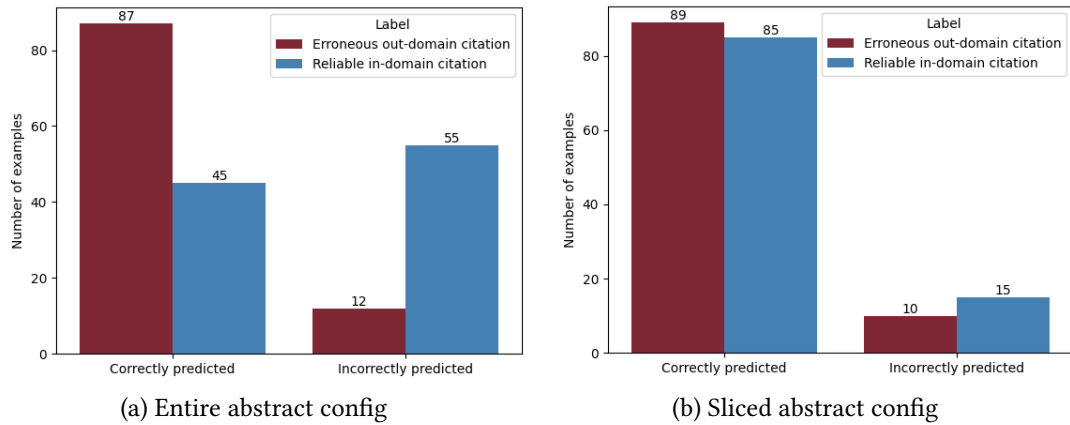 87
Label
Erroneous out-domain citation
Reliable in-domain citation
80
60
40
20
0
Number of examples
45
12
55
Correctly predicted
Incorrectly predicted
(a) Entire abstract config
89
85
Label
Erroneous out-domain citation
Reliable in-domain citation
80
60
40
20
0
Number of examples
10
15
Correctly predicted
Incorrectly predicted
(b) Sliced abstract config